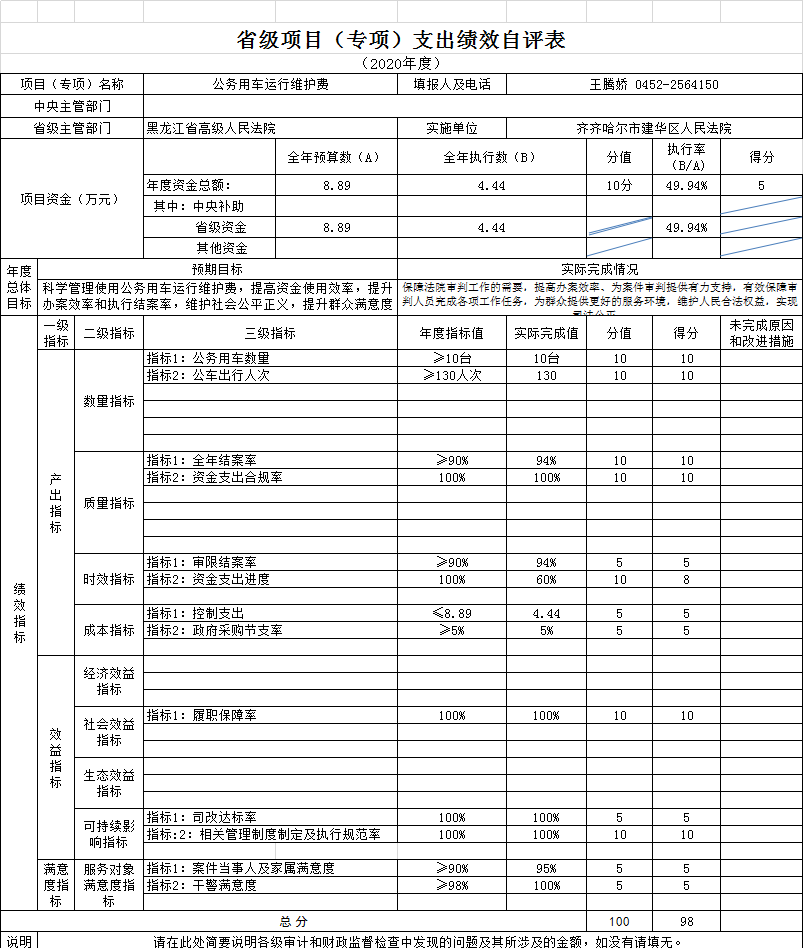 省级项目（专项）支出绩效自评表
（2020年度）
项目（专项）名称 公务用车运行维护费 填报人及电话 王腾娇 0452-2564150
中央主管部门
省级主管部门 黑龙江省高级人民法院 实施单位 齐齐哈尔市建华区人民法院
项目资金（万元） 全年预算数（A） 全年执行数（B） 分值 执行率（B/A） 得分
年度资金总额： 8.89 4.44 10分 49.94% 5
其中：中央补助
省级资金 8.89 4.44 49.94%
其他资金
年度总体目标 预期目标 实际完成情况
科学管理使用公务用车运行维护费，提高资金使用效率，提升
办案效率和执行结案率，维护社会公平正义，提升群众满意度
保障法院审判工作的需要，提高办案效率、为案件审判提供有力支持，有效保障审
判人员完成各项工作任务，为群众提供更好的服务环境，维护人民合法权益，实现
绩效指标 一级指标 二级指标 三级指标 年度指标值 实际完成值 分值 得分 未完成原因和改进措施
产出指标 数量指标 指标1：公务用车数量 ≥10台 10台 10 10
指标2：公车出行人次 ≥130人次 130 10 10
质量指标 指标1：全年结案率 ≥90% 94% 10 10
指标2：资金支出合规率 100% 100% 10 10
时效指标 指标1：审限结案率 ≥90% 94% 5 5
指标2：资金支出进度 100% 60% 10 8
成本指标 指标1：控制支出 ≤8.89 4.44 5 5
指标2：政府采购节支率 ≥5% 5% 5 5
效益指标 经济效益指标
社会效益指标 指标1：履职保障率 100% 100% 10 10
生态效益指标
可持续影响指标 指标1：司改达标率 100% 100% 5 5
指标:2：相关管理制度制定及执行规范率 100% 100% 10 10
满意度指标 服务对象满意度指标 指标1：案件当事人及家属满意度 ≥90% 95% 5 5
指标2：干警满意度 ≥98% 100% 5 5
总分 100 98
说明 请在此处简要说明各级审计和财政监督检查中发现的问题及其所涉及的金额，如没有请填无。